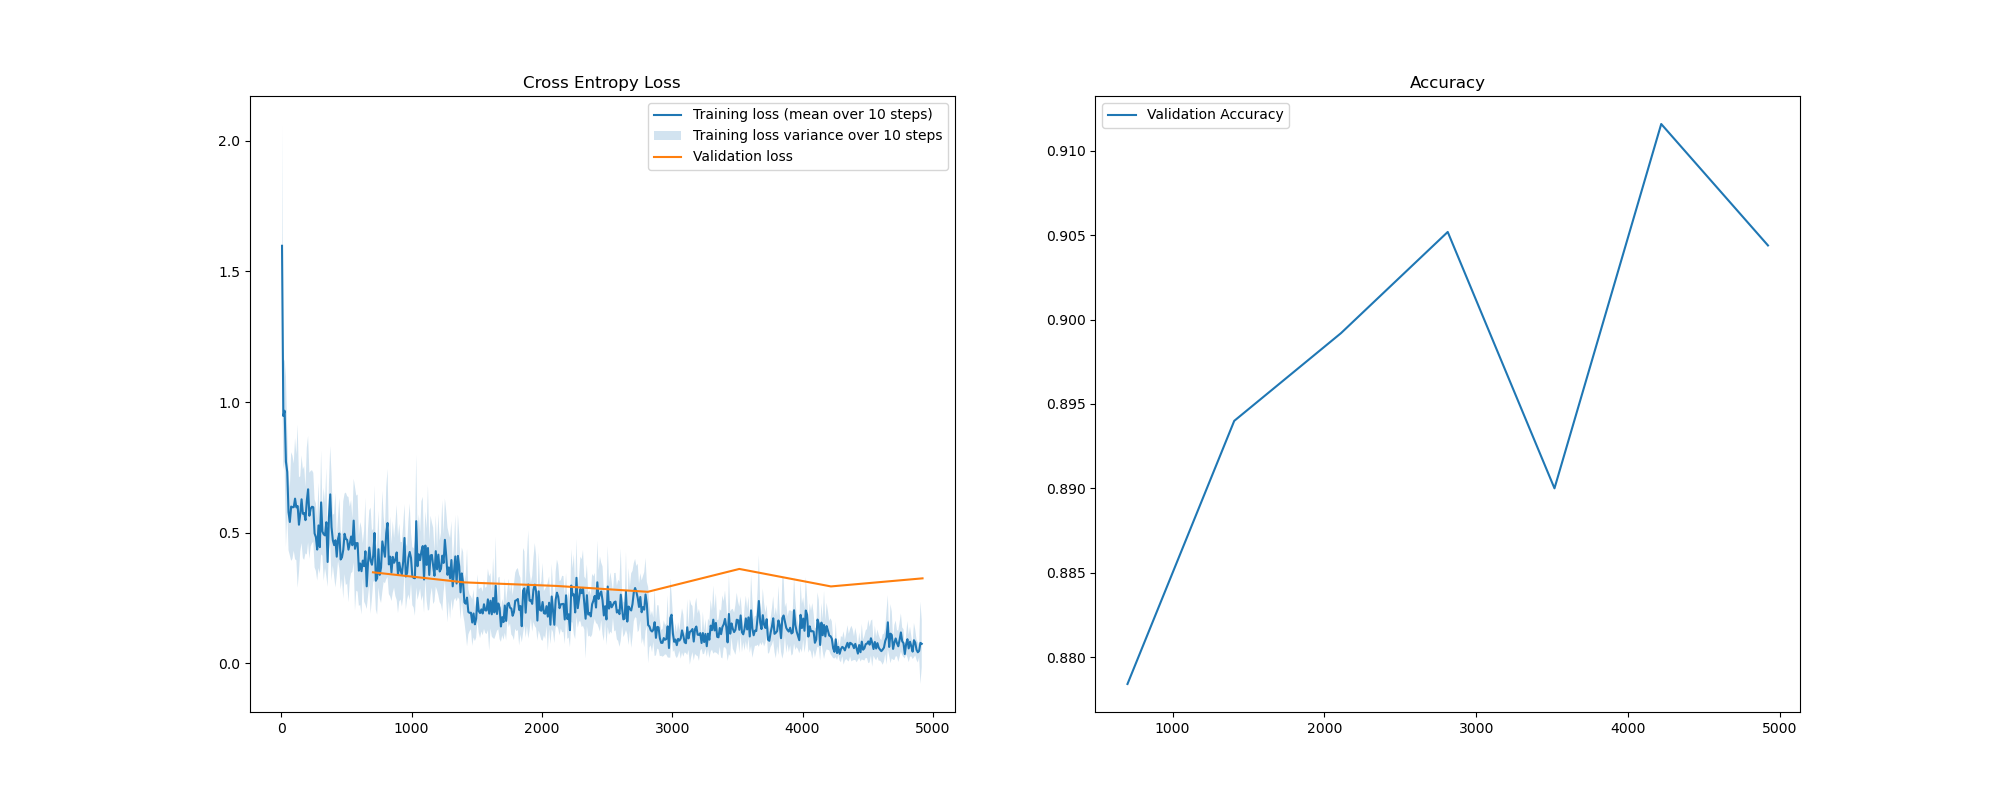 Cross Entropy Loss
Training loss (mean over 10 steps)
Training loss variance over 10 steps
Validation loss
2.0
1.5
1.0
0.5
0.0
0 1000 2000 3000 4000 5000
Accuracy
Validation Accuracy
0.910
0.905
0.900
0.895
0.890
0.885
0.880
1000 2000 3000 4000 5000